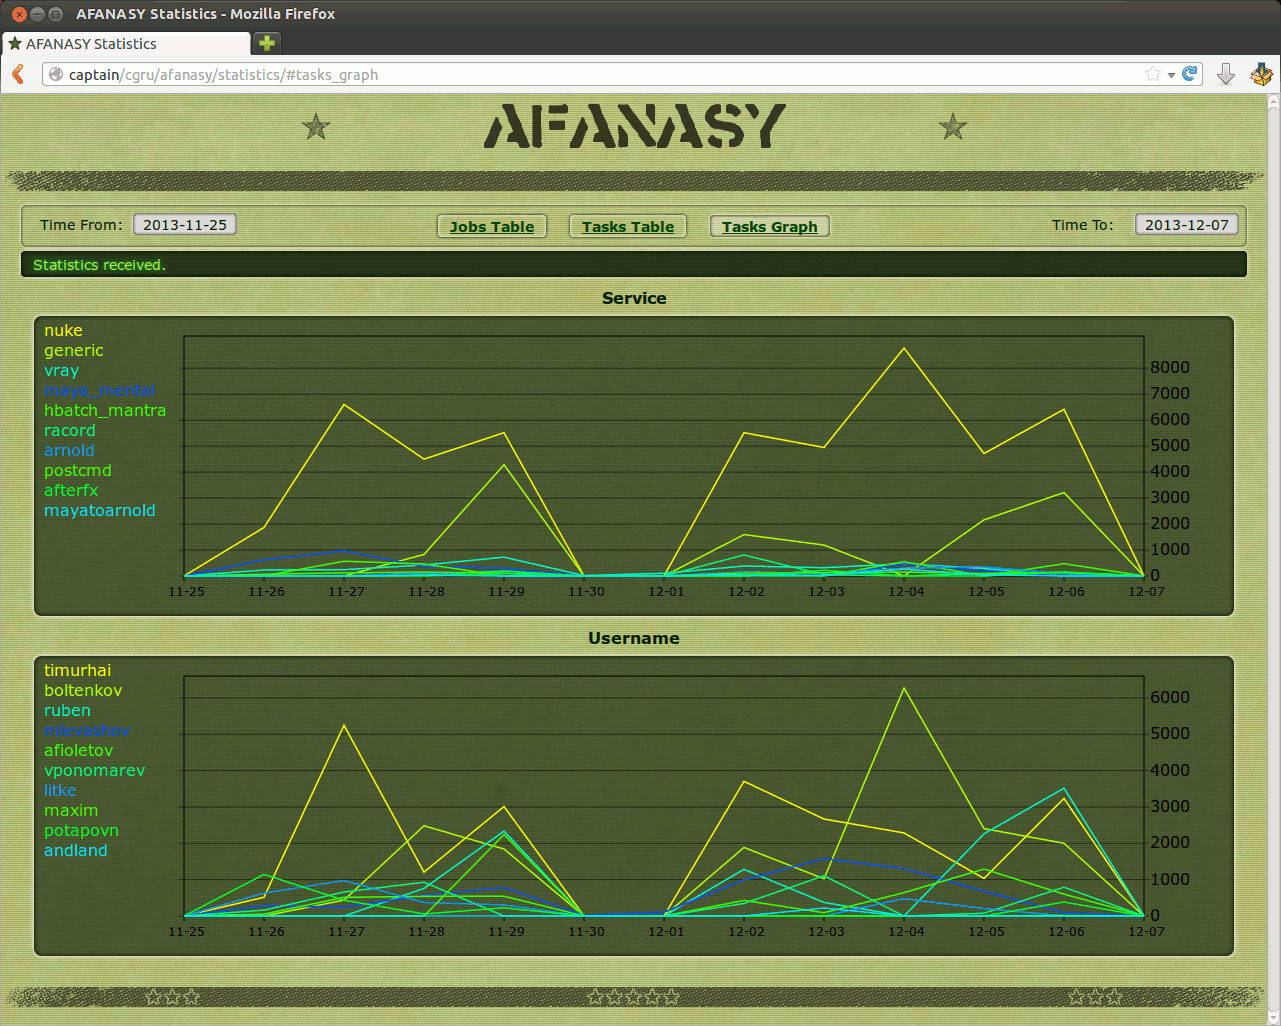 AFANASY Statistics - Mozilla Firefox
AFANASY Statistics
captain/cgru/afanasy/statistics/#tasks_graph
AFANASY
Time From: 2013-11-25 Jobs Table Tasks Table Tasks Graph Time To: 2013-12-07
Statistics received.
Service
nuke
generic
vray
maya_mental
hbatch_mantra
racord
arnold
postcmd
afterfx
mayatoarnold
8000
7000
6000
5000
4000
3000
2000
1000
0
11-25 11-26 11-27 11-28 11-29 11-30 12-01 12-02 12-03 12-04 12-05 12-06 12-07
Username
timurhai
boltenkov
ruben
mlevashov
afioletov
vponomarev
litke
maxim
potapovn
andland
6000
5000
4000
3000
2000
1000
0
11-25 11-26 11-27 11-28 11-29 11-30 12-01 12-02 12-03 12-04 12-05 12-06 12-07